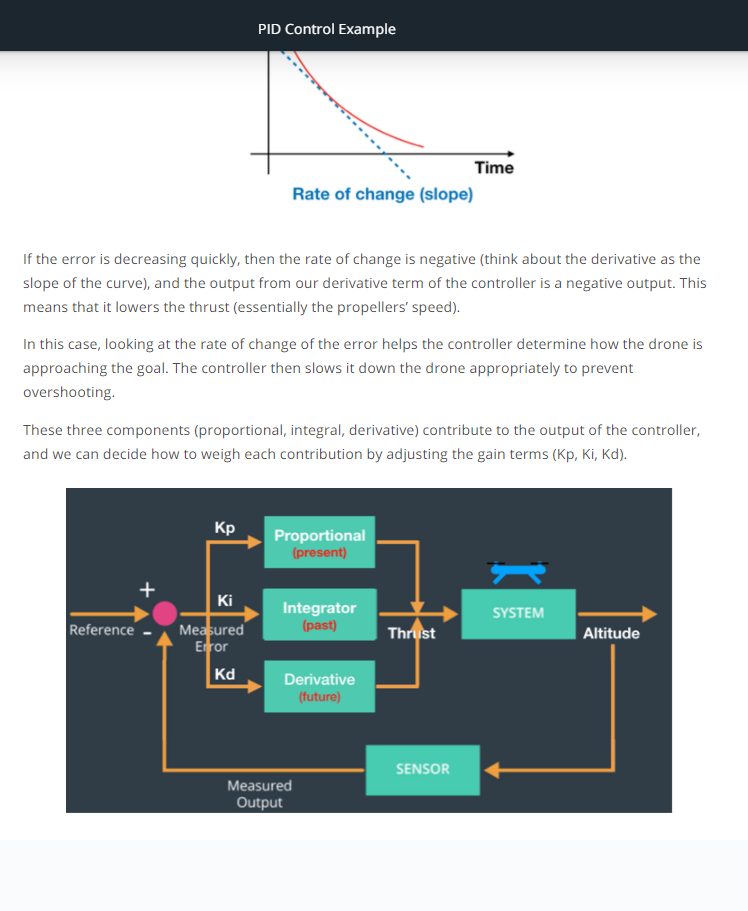 PID Control Example
Time
Rate of change (slope)
If the error is decreasing quickly, then the rate of change is negative (think about the derivative as the
slope of the curve), and the output from our derivative term of the controller is a negative output. This
means that it lowers the thrust (essentially the propellers’ speed).
In this case, looking at the rate of change of the error helps the controller determine how the drone is
approaching the goal. The controller then slows it down the drone appropriately to prevent
overshooting.
These three components (proportional, integral, derivative) contribute to the output of the controller,
and we can decide how to weigh each contribution by adjusting the gain terms (Kp, Ki, Kd).
Kp
Proportional
(present)
+
Ki
Integrator
(past)
SYSTEM
Reference
-
Measured
Error
Thrust
Altitude
Kd
Derivative
(future)
SENSOR
Measured
Output